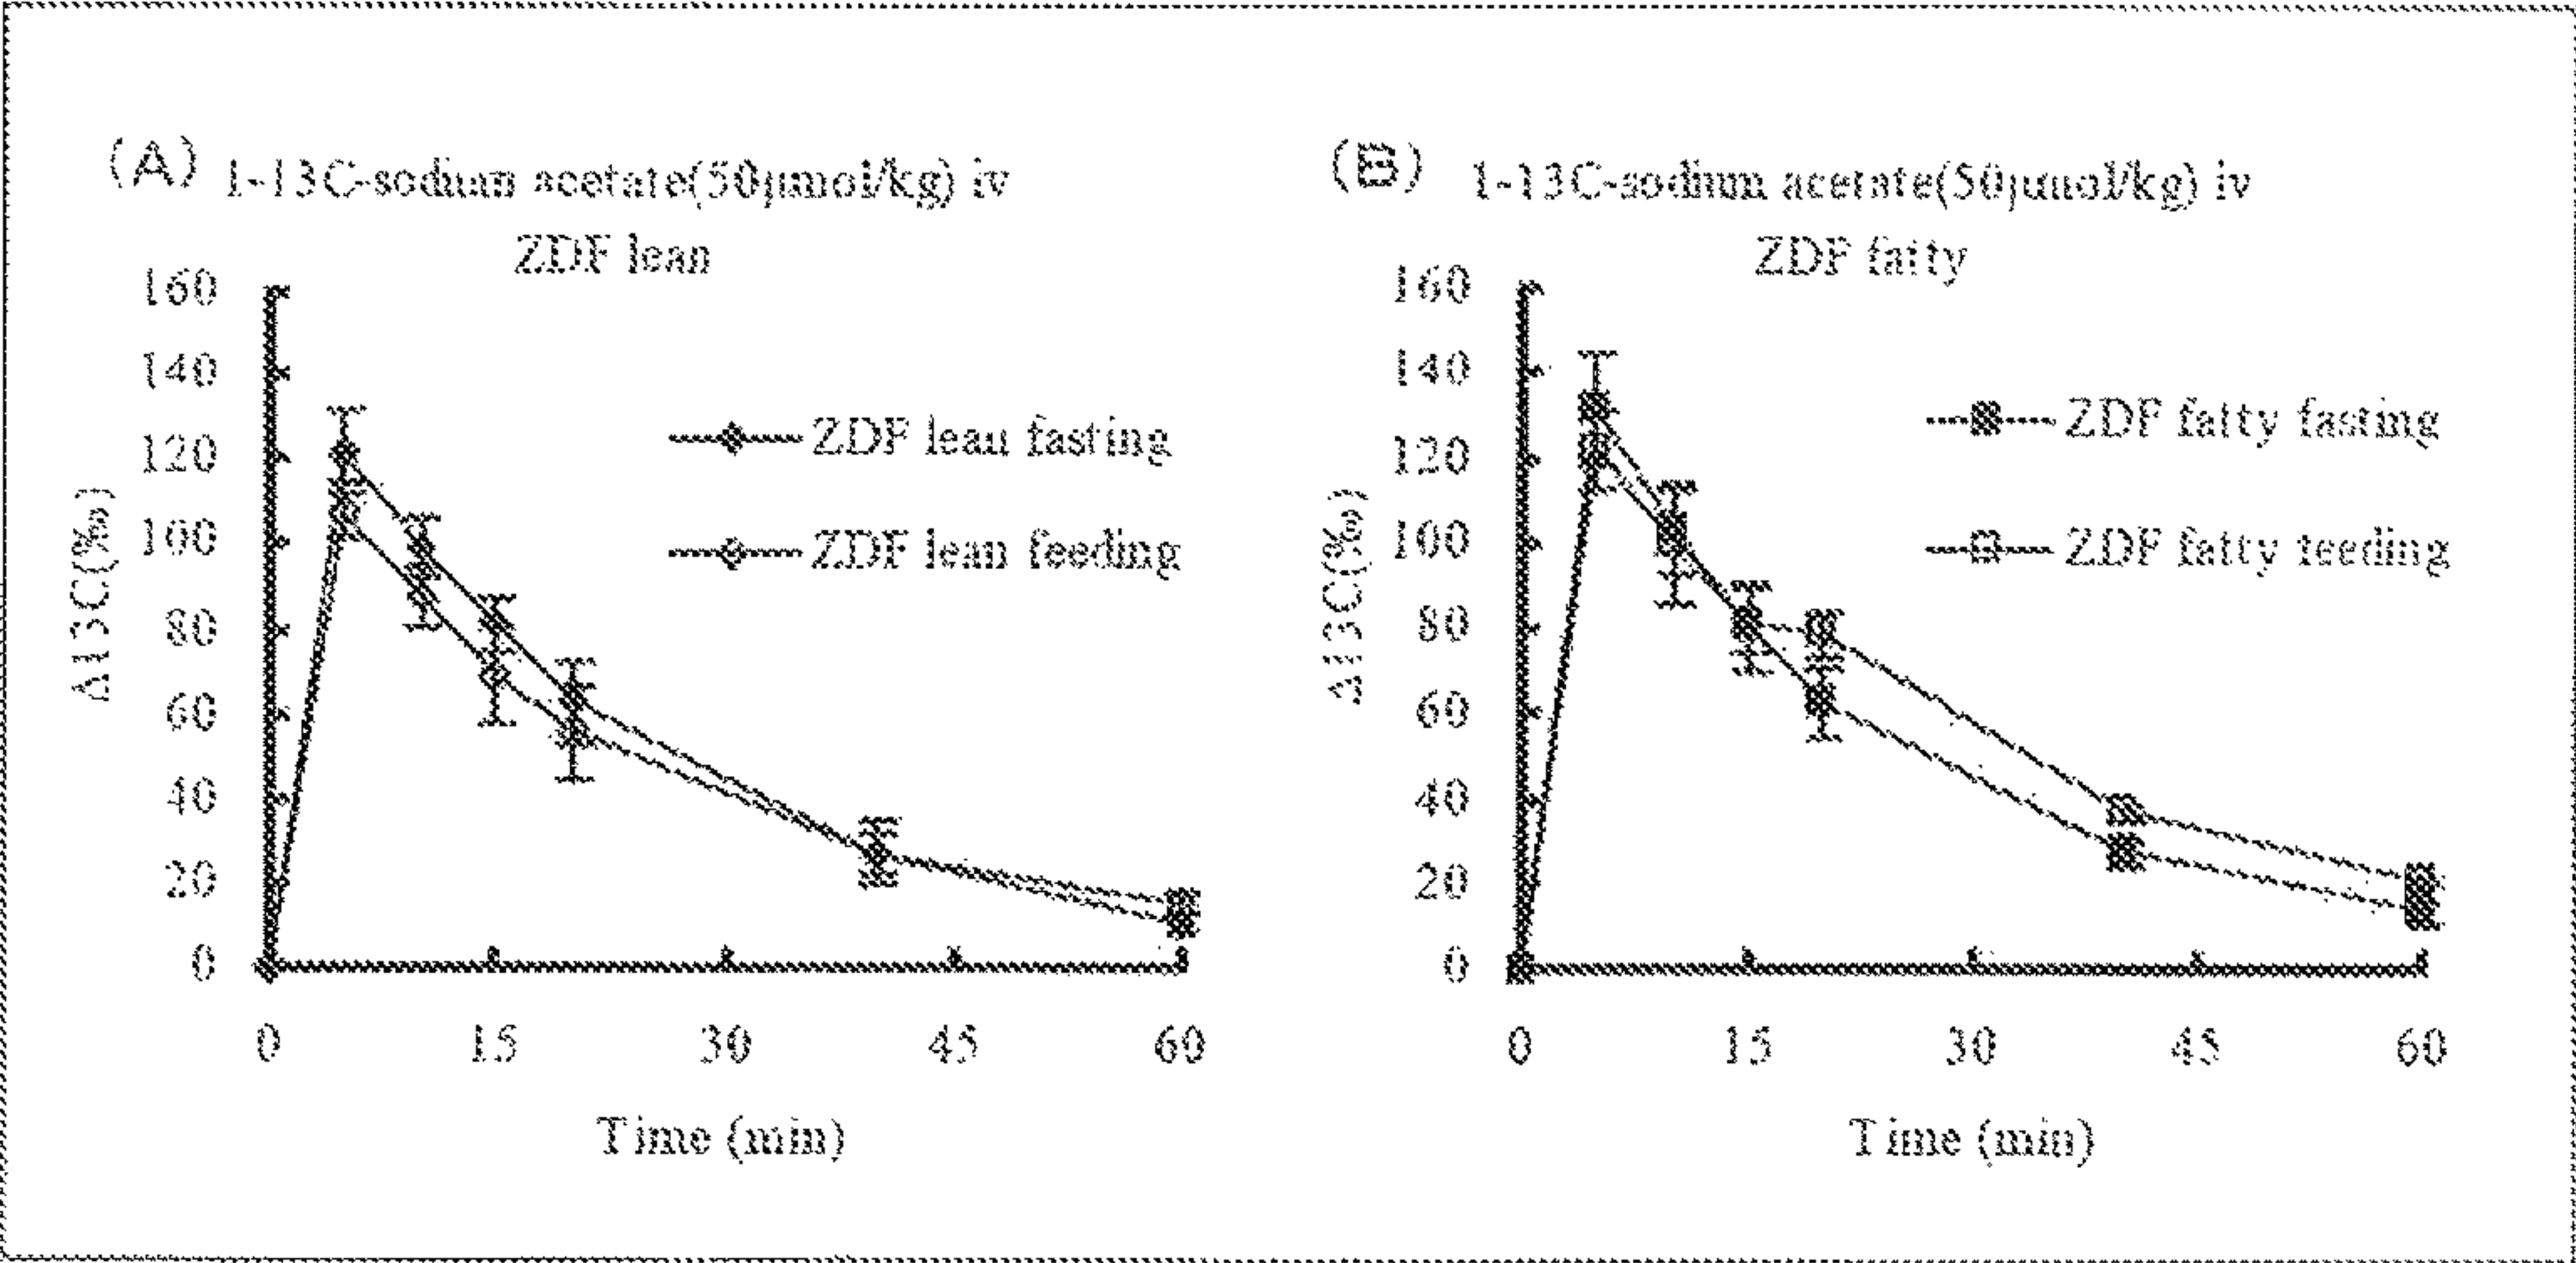 (A) 1-13C-sodium acetate(50μmol/kg) iv
ZDF lean
160
140
120
100
80
60
40
20
0
Δ13C(‰)
ZDF lean fasting
ZDF lean feeding
0 15 30 45 60
Time (min)
(B) 1-13C-sodium acetate(50μmol/kg) iv
ZDF fatty
160
140
120
100
80
60
40
20
0
Δ13C(‰)
ZDF fatty fasting
ZDF fatty feeding
0 15 30 45 60
Time (min)